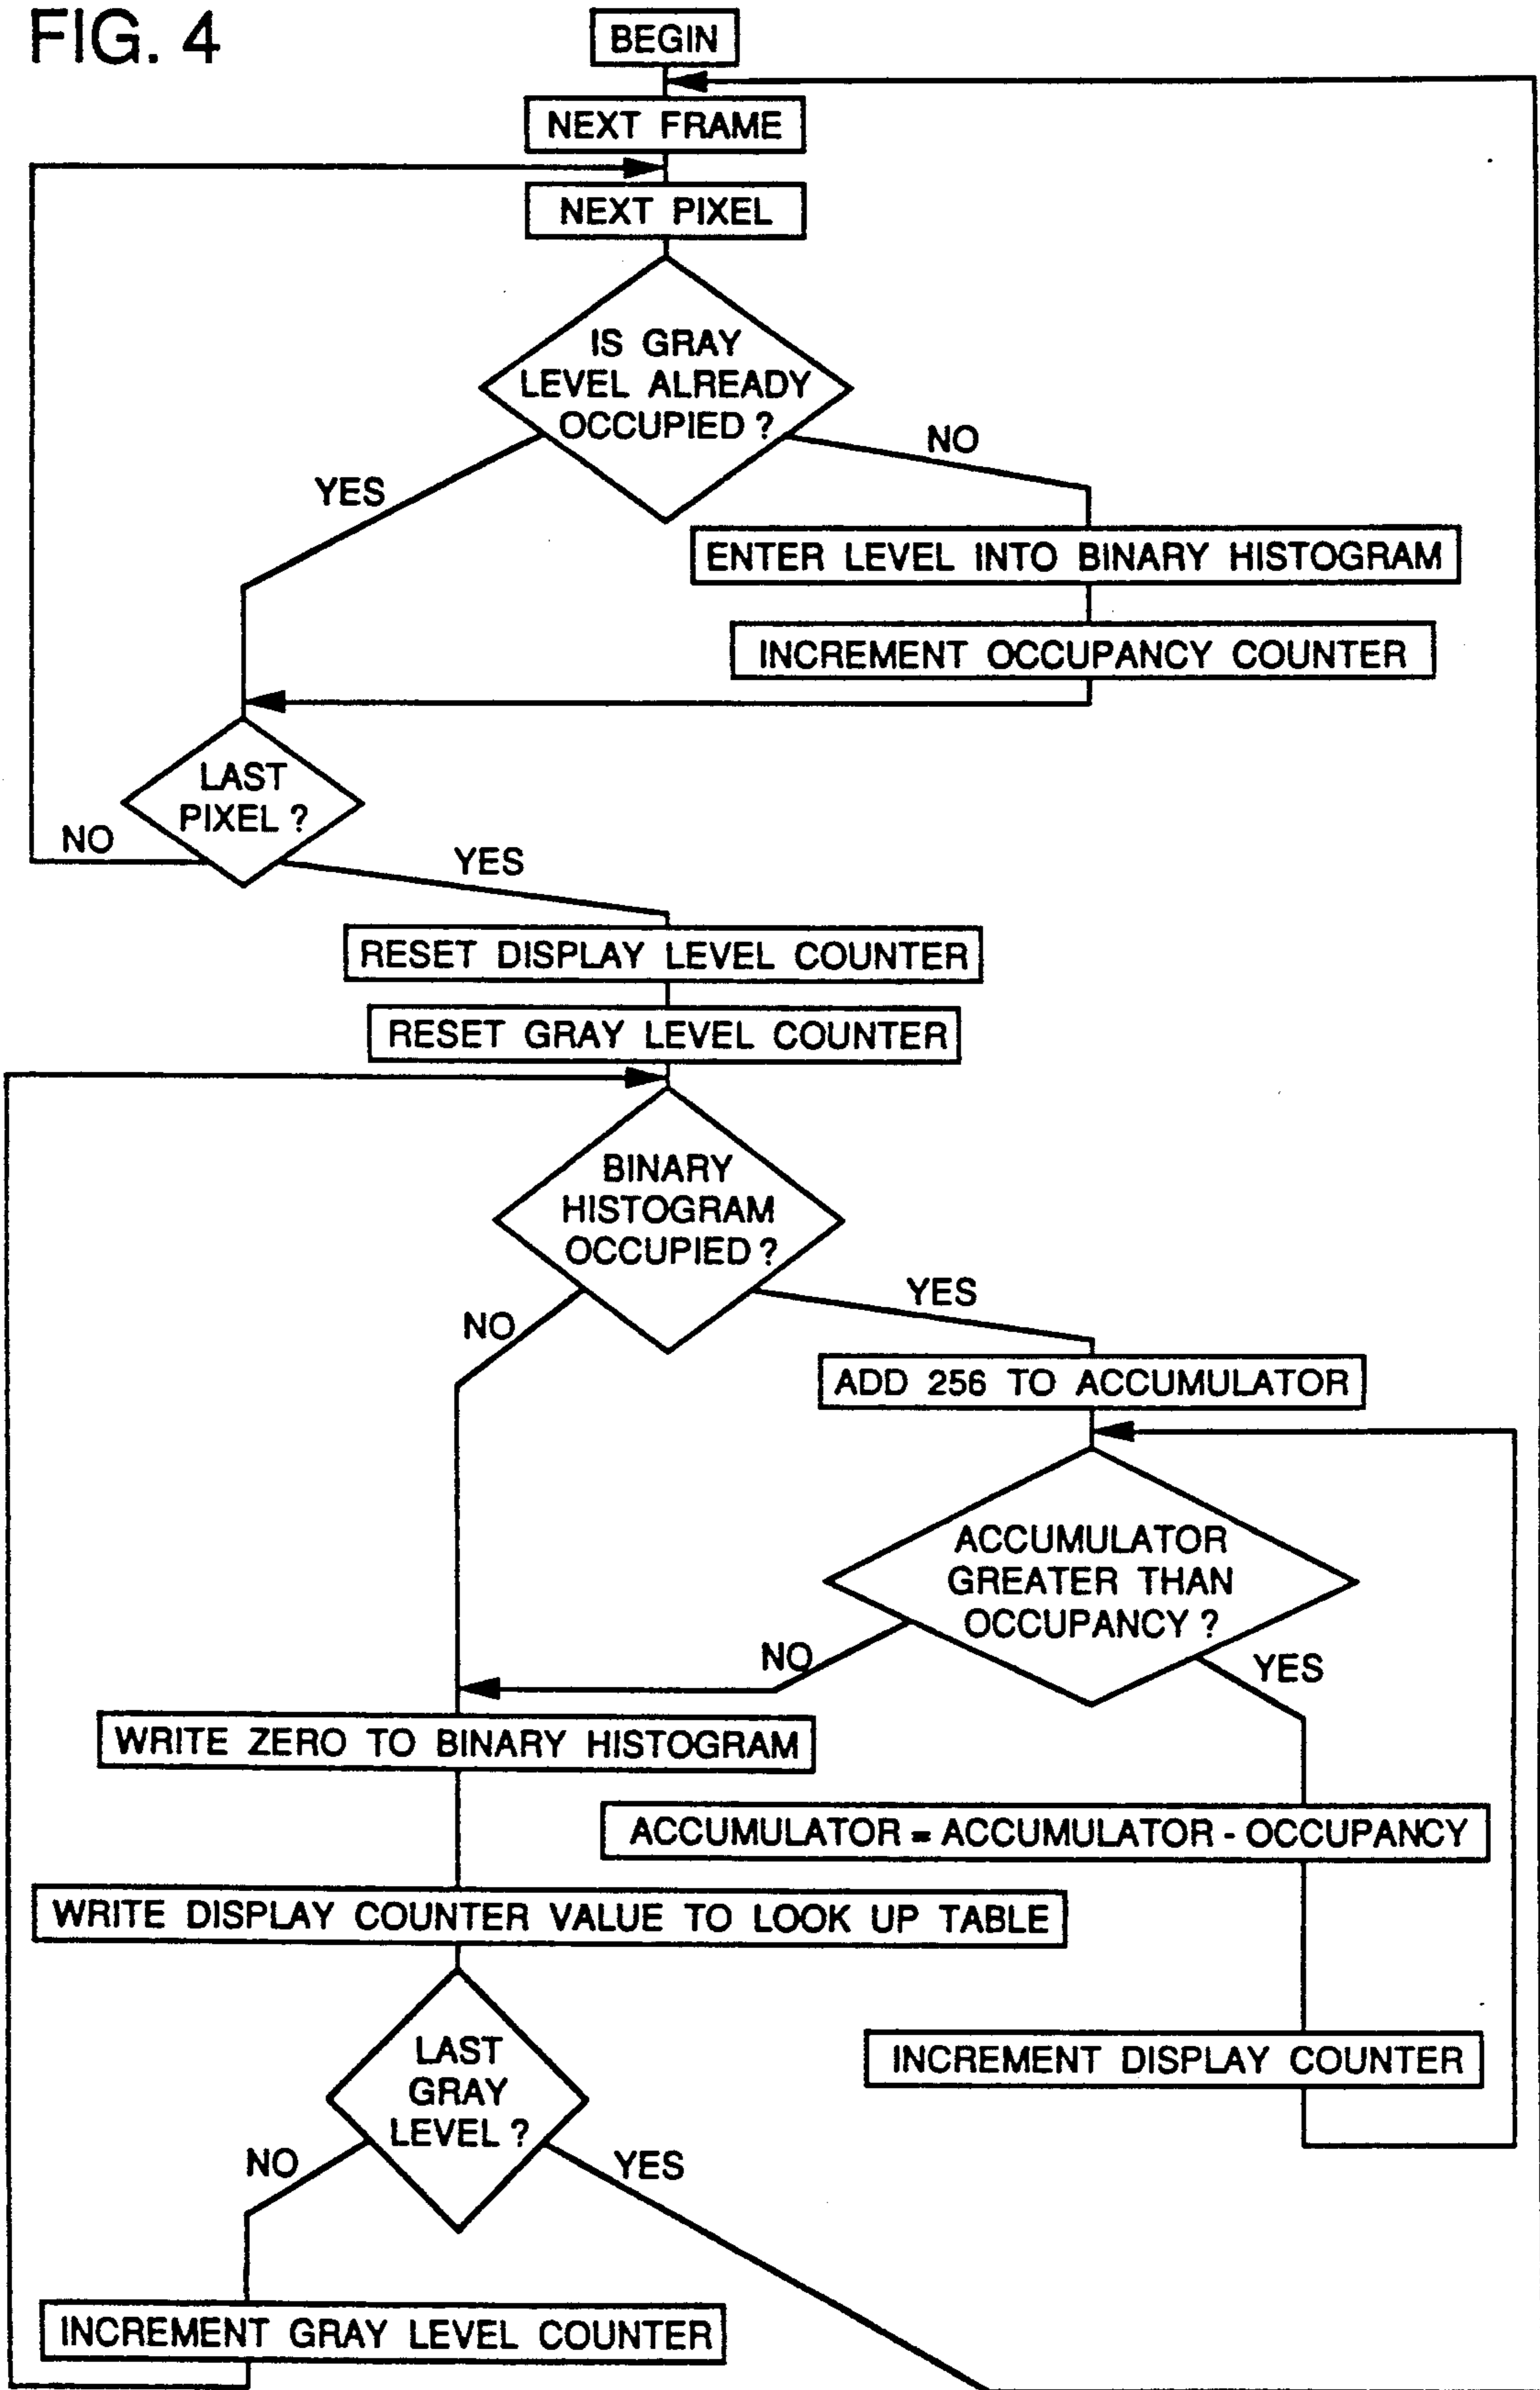 FIG. 4
BEGIN
NEXT FRAME
NEXT PIXEL
IS GRAY
LEVEL ALREADY
OCCUPIED ?
NO
YES
ENTER LEVEL INTO BINARY HISTOGRAM
INCREMENT OCCUPANCY COUNTER
LAST
PIXEL ?
NO
YES
RESET DISPLAY LEVEL COUNTER
RESET GRAY LEVEL COUNTER
BINARY
HISTOGRAM
OCCUPIED ?
YES
NO
ADD 256 TO ACCUMULATOR
ACCUMULATOR
GREATER THAN
OCCUPANCY ?
NO
YES
WRITE ZERO TO BINARY HISTOGRAM
ACCUMULATOR = ACCUMULATOR - OCCUPANCY
WRITE DISPLAY COUNTER VALUE TO LOOK UP TABLE
LAST
GRAY
LEVEL ?
INCREMENT DISPLAY COUNTER
NO
YES
INCREMENT GRAY LEVEL COUNTER